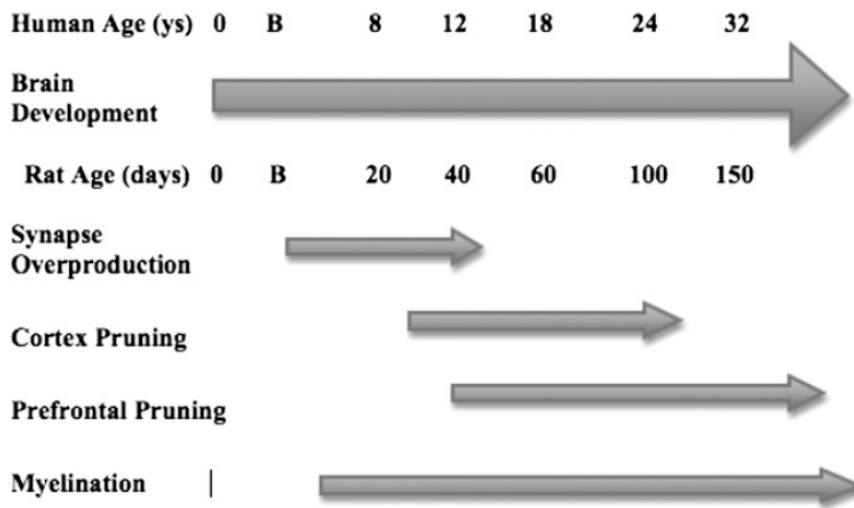 Human Age (ys) 0 B 8 12 18 24 32
Brain
Development
Rat Age (days) 0 B 20 40 60 100 150
Synapse
Overproduction
Cortex Pruning
Prefrontal Pruning
Myelination